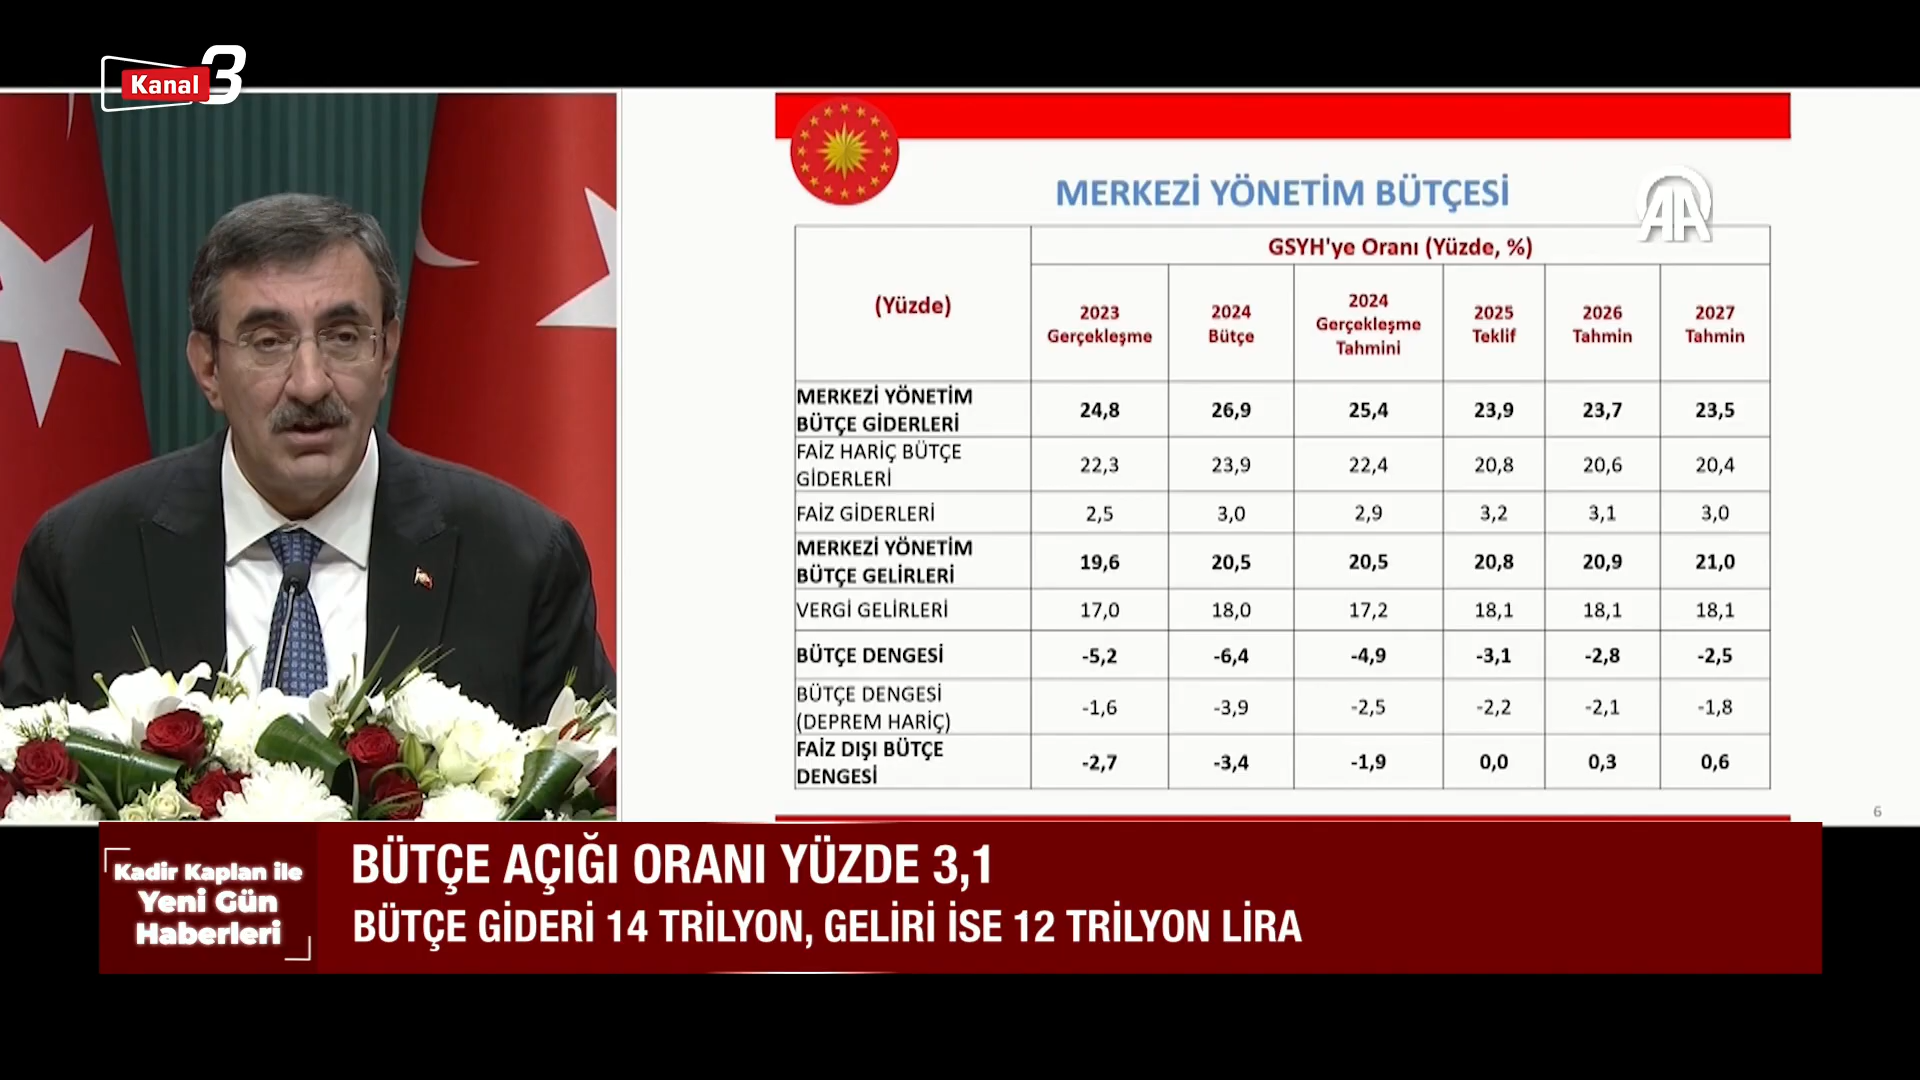 Kanal 3
AA
MERKEZİ YÖNETİM BÜTÇESİ
(Yüzde)
GSYH'ye Oranı (Yüzde, %)
2023 Gerçekleşme
2024 Bütçe
2024 Gerçekleşme Tahmini
2025 Teklif
2026 Tahmin
2027 Tahmin
MERKEZİ YÖNETİM BÜTÇE GİDERLERİ 24,8 26,9 25,4 23,9 23,7 23,5
FAİZ HARİÇ BÜTÇE GİDERLERİ 22,3 23,9 22,4 20,8 20,6 20,4
FAİZ GİDERLERİ 2,5 3,0 2,9 3,2 3,1 3,0
MERKEZİ YÖNETİM BÜTÇE GELİRLERİ 19,6 20,5 20,5 20,8 20,9 21,0
VERGİ GELİRLERİ 17,0 18,0 17,2 18,1 18,1 18,1
BÜTÇE DENGESİ -5,2 -6,4 -4,9 -3,1 -2,8 -2,5
BÜTÇE DENGESİ (DEPREM HARİÇ) -1,6 -3,9 -2,5 -2,2 -2,1 -1,8
FAİZ DIŞI BÜTÇE DENGESİ -2,7 -3,4 -1,9 0,0 0,3 0,6
6
Kadir Kaplan ile
Yeni Gün
Haberleri
BÜTÇE AÇIĞI ORANI YÜZDE 3,1
BÜTÇE GİDERİ 14 TRİLYON, GELİRİ İSE 12 TRİLYON LİRA